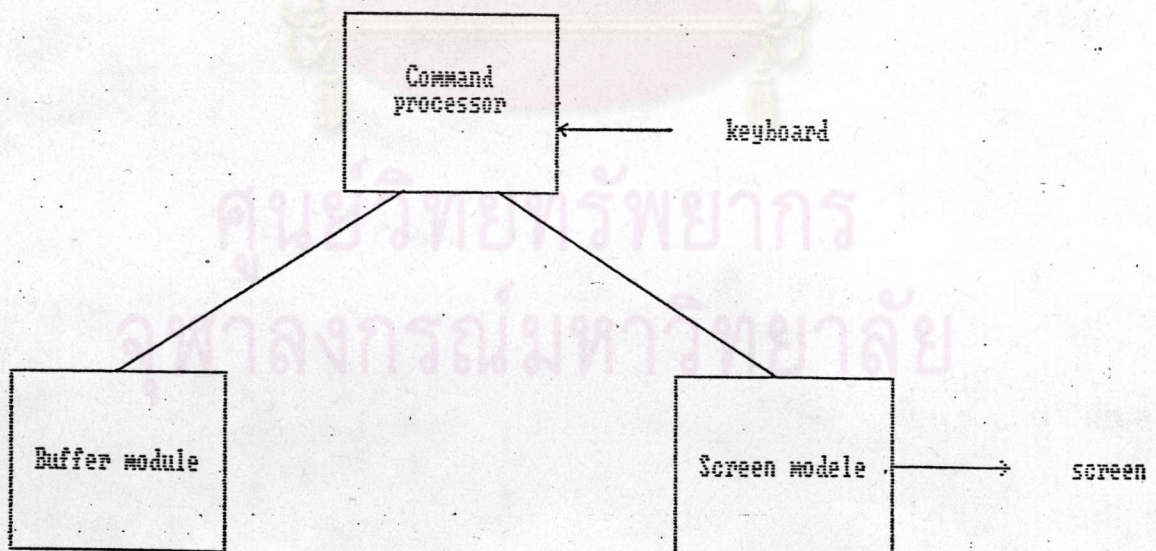 Command
processor
keyboard
ศูนย์วิทยทรัพยากร
จุฬาลงกรณ์มหาวิทยาลัย
Buffer module
Screen modele
screen